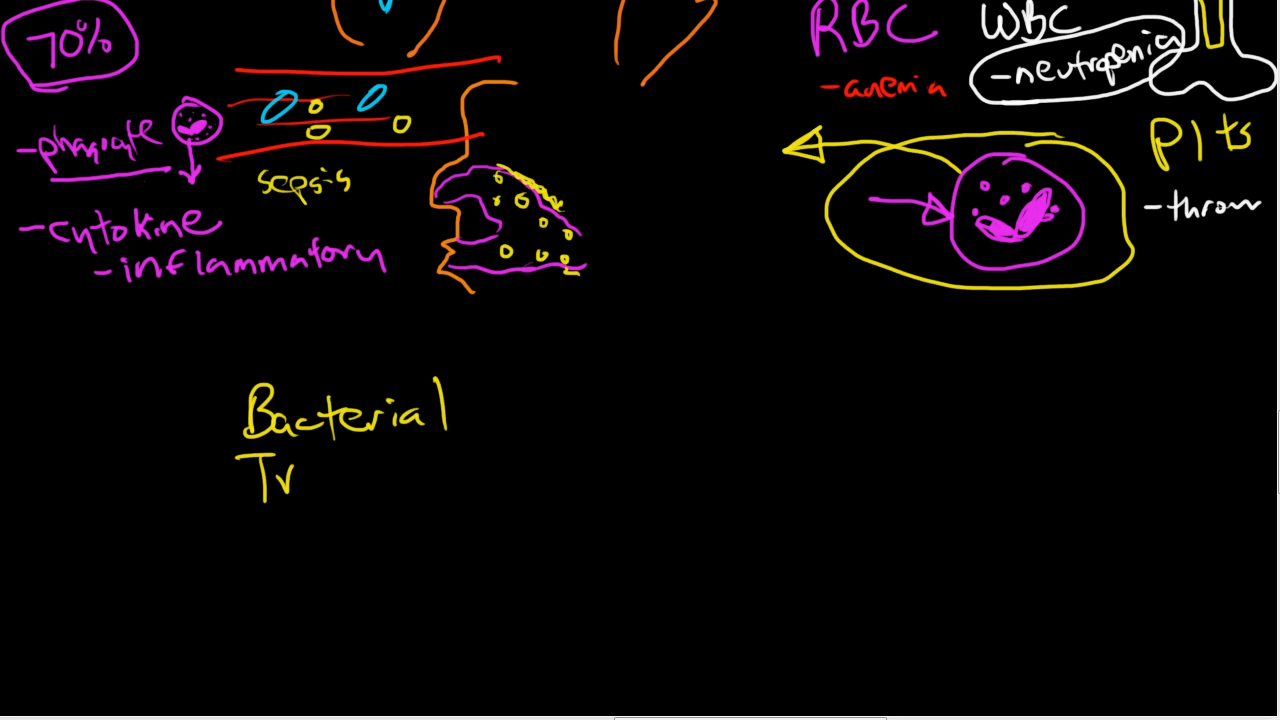 70%
-phagocyte
-cytokine
-inflammatory
sepsis
RBC
-anemia
WBC
-neutropenia
Plts
-throm
Bacterial
Tr